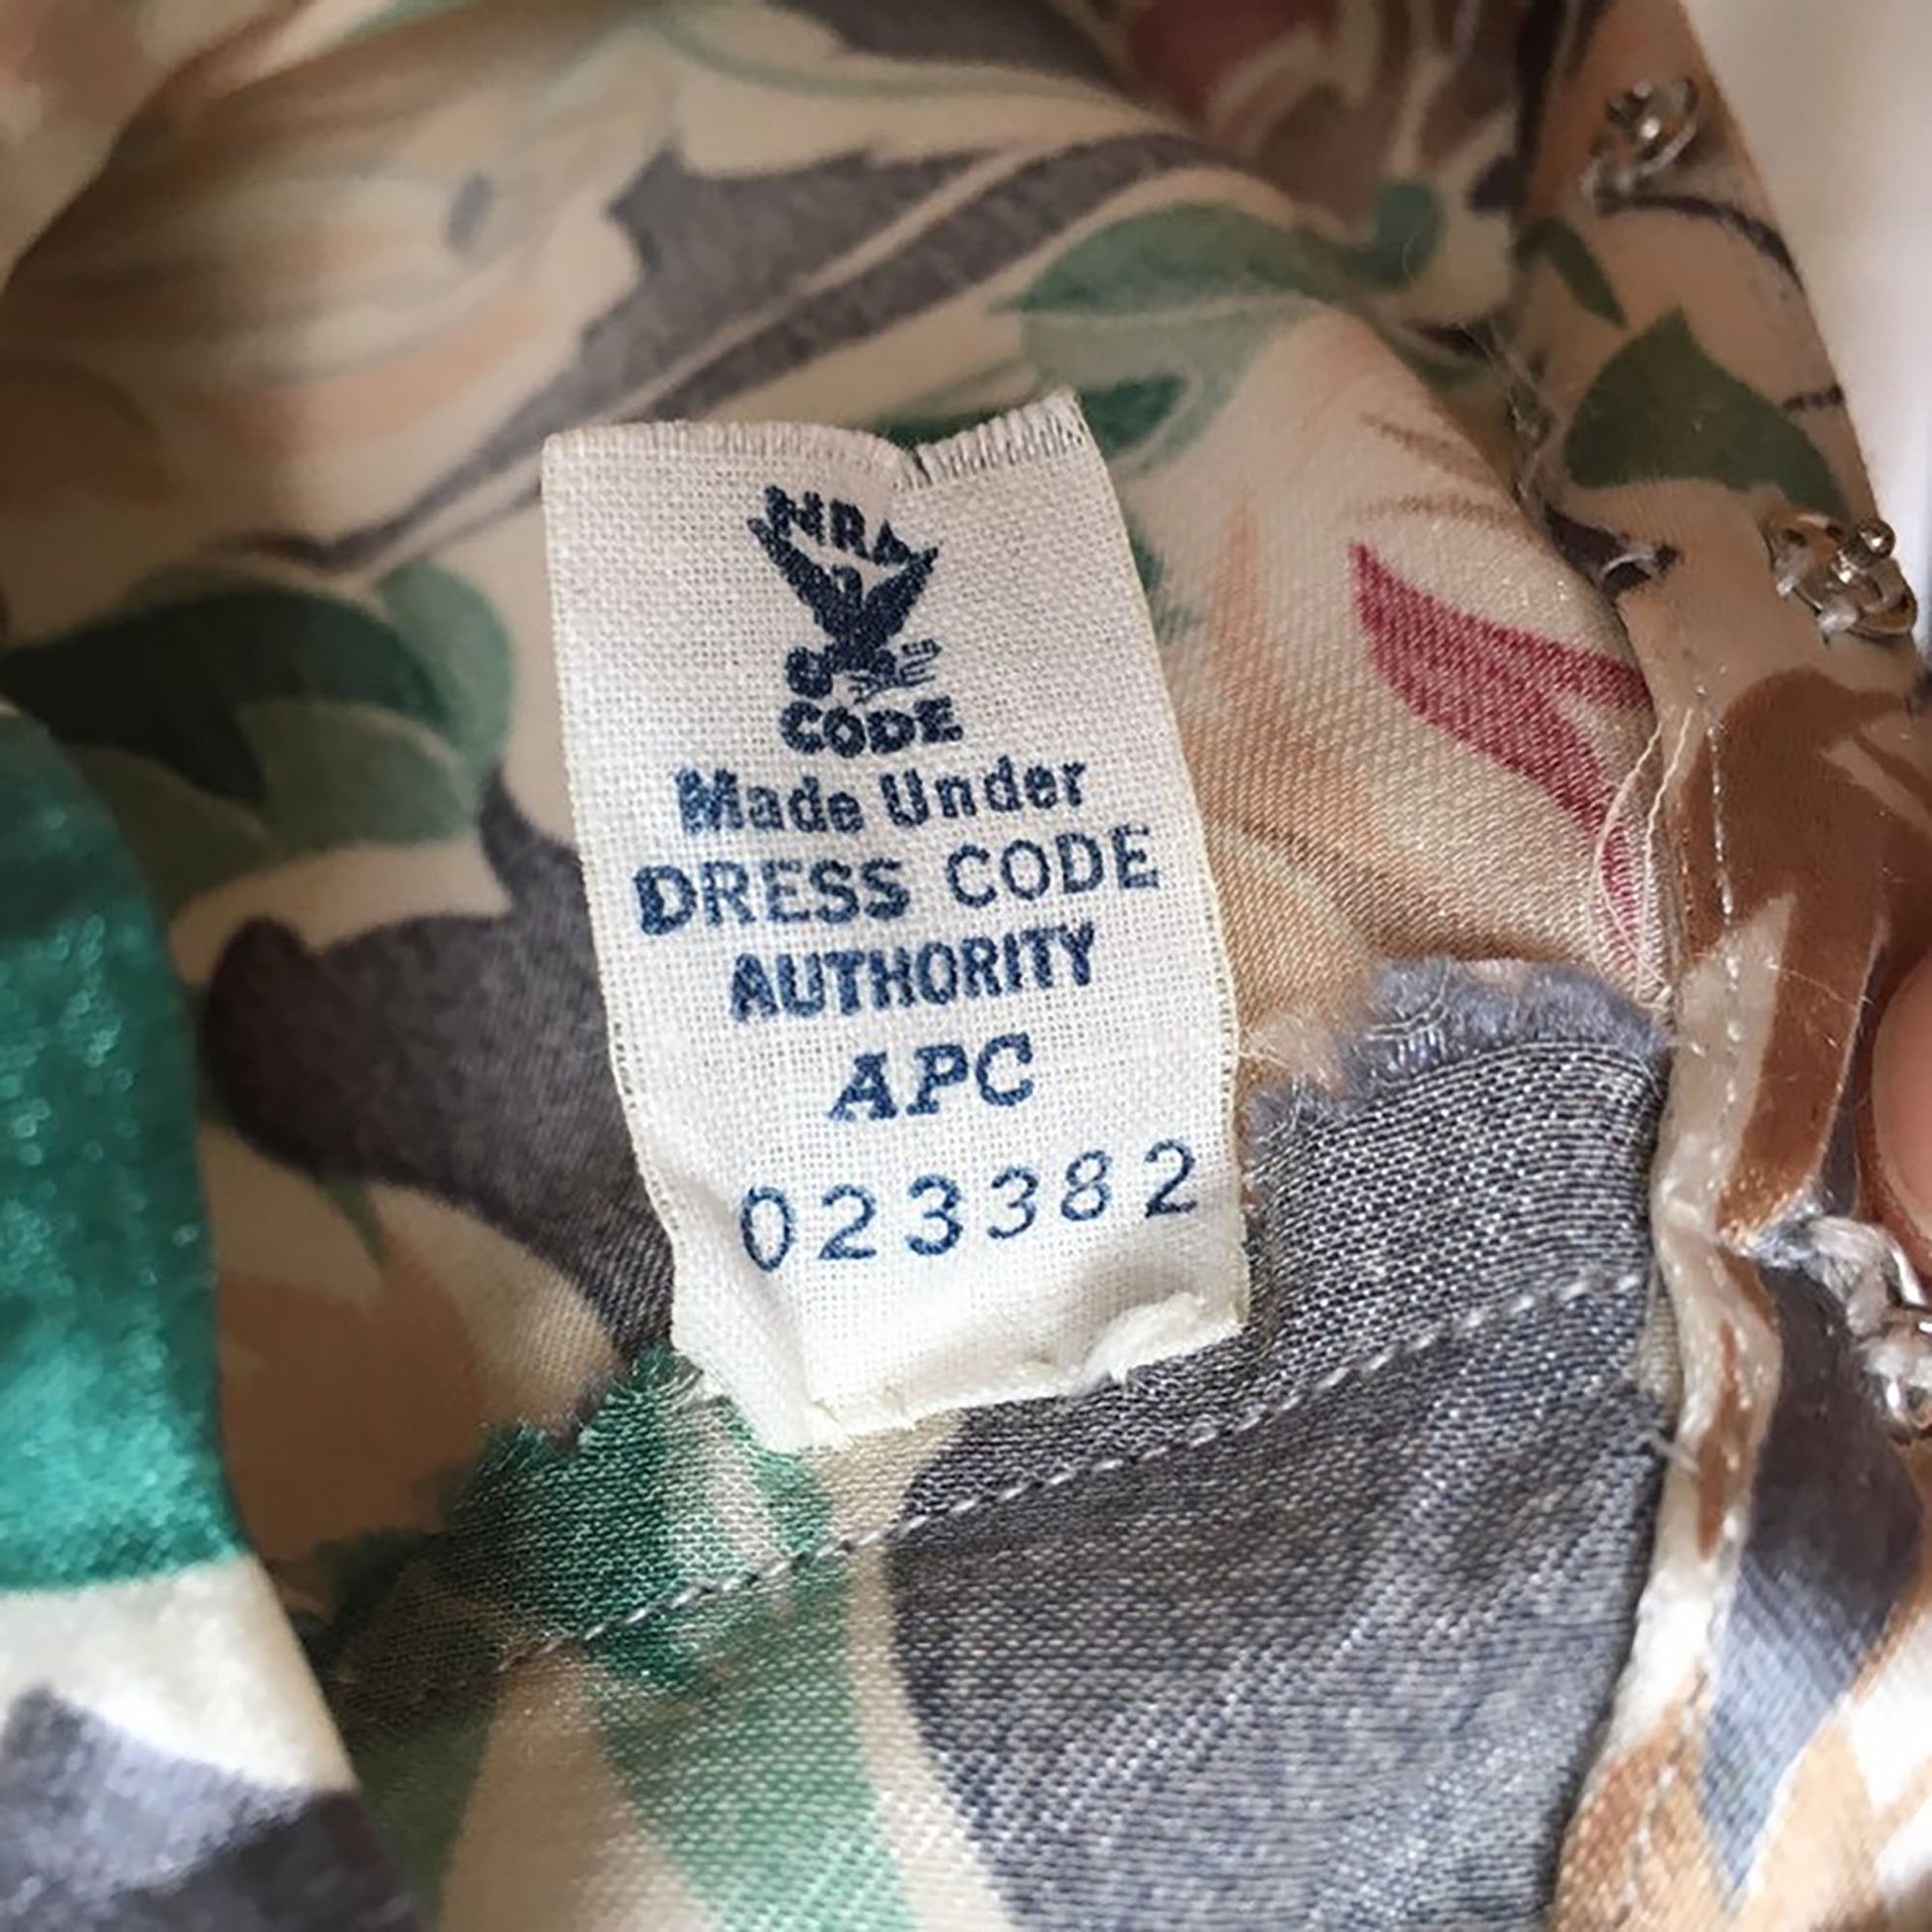 NRA
CODE
Made Under
DRESS CODE
AUTHORITY
APC
023382